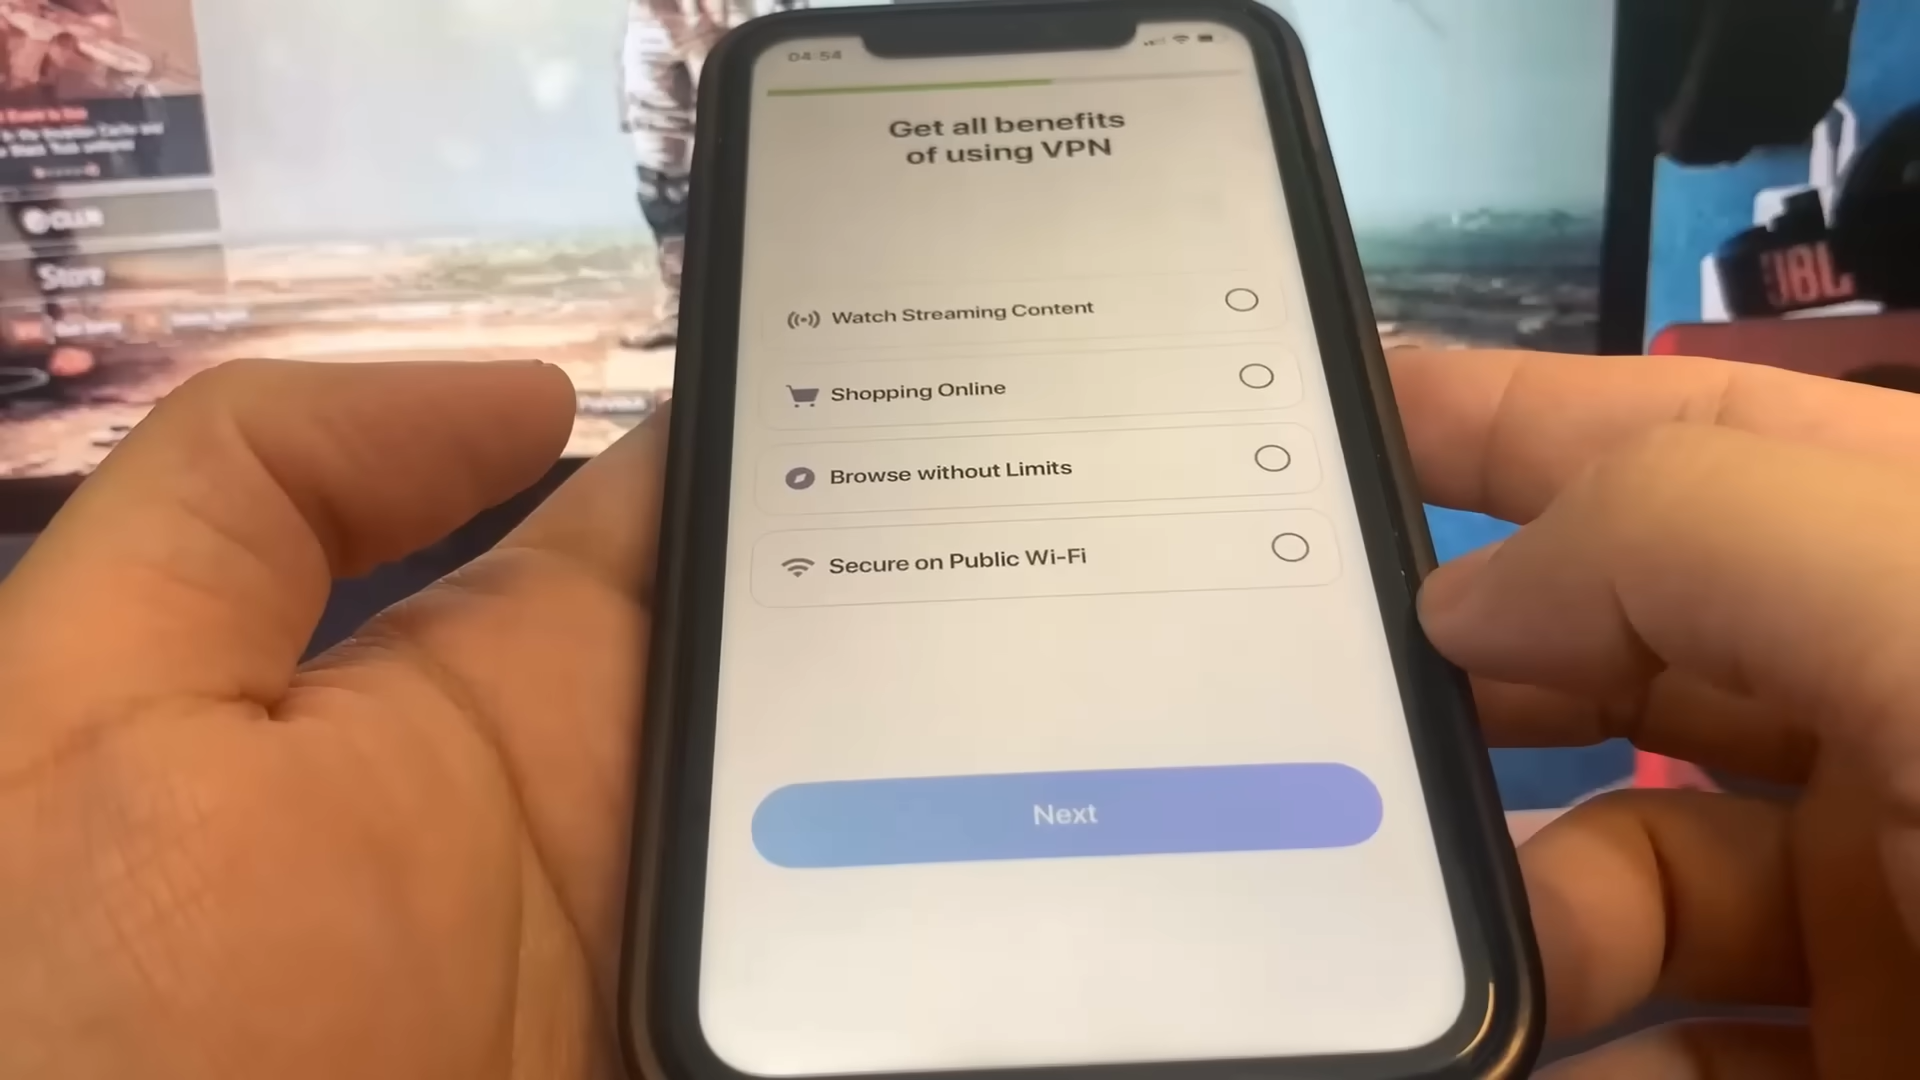 04:54
Get all benefits
of using VPN
Watch Streaming Content
Shopping Online
Browse without Limits
Secure on Public Wi-Fi
Next
Store
JBL